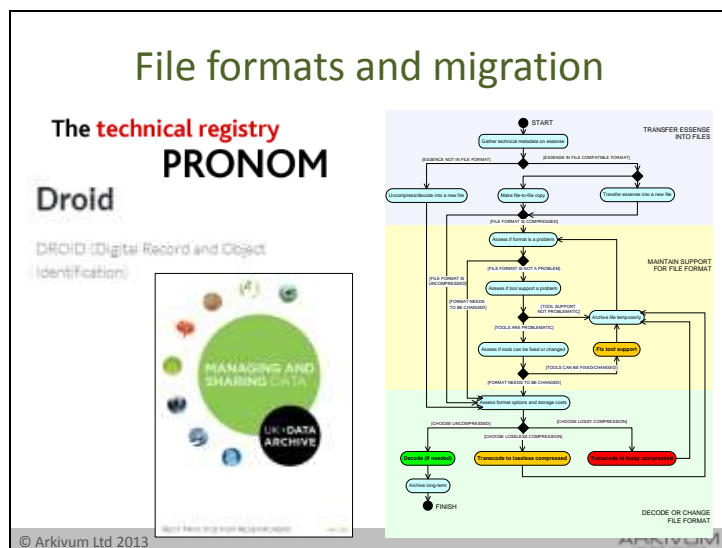 File formats and migration
The technical registry
PRONOM
Droid
DROID (Digital Record and Object
Identification)
MANAGING AND
SHARING DATA
UK DATA
ARCHIVE
BEST PRACTICE FOR RESEARCHERS
START
TRANSFER ESSENSE
INTO FILES
Gather technical metadata on essense
[ESSENCE NOT IN FILE FORMAT]
[ESSENSE IN FILE COMPATIBLE FORMAT]
Uncompress/decode into a new file
Make file-to-file copy
Transfer essence into a new file
[FILE FORMAT IS COMPRESSED]
Assess if format is a problem
MAINTAIN SUPPORT
FOR FILE FORMAT
[FILE FORMAT IS NOT A PROBLEM]
[FILE FORMAT IS
UNCOMPRESSED]
Assess if tool support a problem
[FORMAT NEEDS
TO BE CHANGED]
[TOOL SUPPORT
NOT PROBLEMATIC]
Archive file temporarily
[TOOLS ARE PROBLEMATIC]
Assess if tools can be fixed or changed
Fix tool support
[TOOLS CAN BE FIXED/CHANGED]
[FORMAT NEEDS TO BE CHANGED]
Assess format options and storage costs
[CHOOSE UNCOMPRESSED]
[CHOOSE LOSSY COMPRESSION]
[CHOOSE LOSSLESS COMPRESSION]
Decode (if needed)
Transcode to lossless compressed
Transcode to lossy compressed
Archive long-term
FINISH
DECODE OR CHANGE
FILE FORMAT
© Arkivum Ltd 2013
ARKIVUM